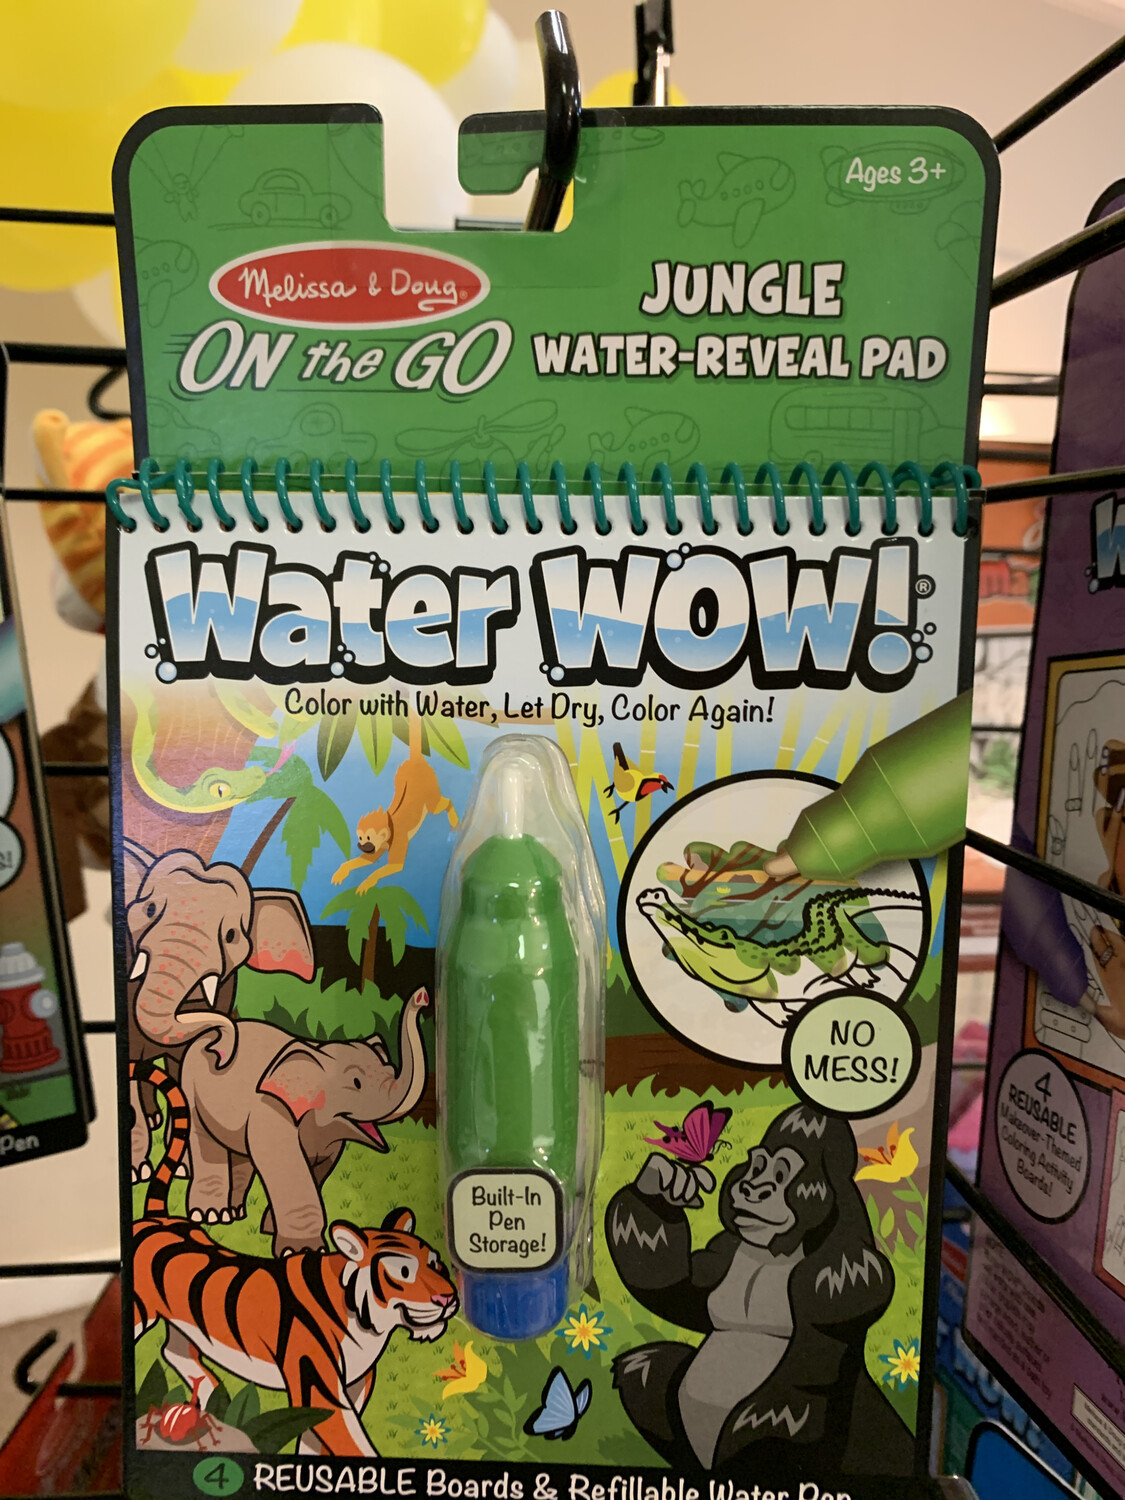 Ages 3+
Melissa & Doug®
ON the GO
JUNGLE
WATER-REVEAL PAD
Water WOW!®
Color with Water, Let Dry, Color Again!
NO
MESS!
Built-In
Pen
Storage!
4 REUSABLE Boards & Refillable Water Pen
4
REUSABLE
Makeover-Themed
Coloring Activity
Boards!
Pen